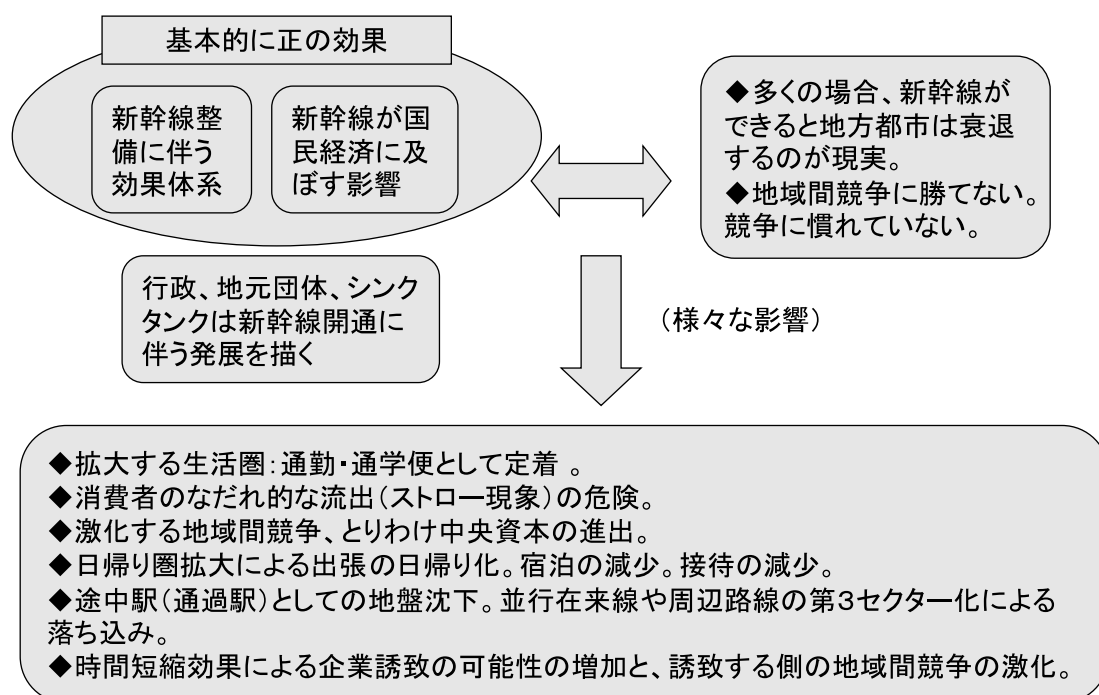 基本的に正の効果
新幹線整
備に伴う
効果体系
新幹線が国
民経済に及
ぼす影響
◆多くの場合、新幹線が
できると地方都市は衰退
するのが現実。
◆地域間競争に勝てない。
競争に慣れていない。
行政、地元団体、シンク
タンクは新幹線開通に
伴う発展を描く
(様々な影響)
◆拡大する生活圏:通勤・通学便として定着 。
◆消費者のなだれ的な流出(ストロー現象)の危険。
◆激化する地域間競争、とりわけ中央資本の進出。
◆日帰り圏拡大による出張の日帰り化。宿泊の減少。接待の減少。
◆途中駅(通過駅)としての地盤沈下。並行在来線や周辺路線の第3セクター化による
落ち込み。
◆時間短縮効果による企業誘致の可能性の増加と、誘致する側の地域間競争の激化。